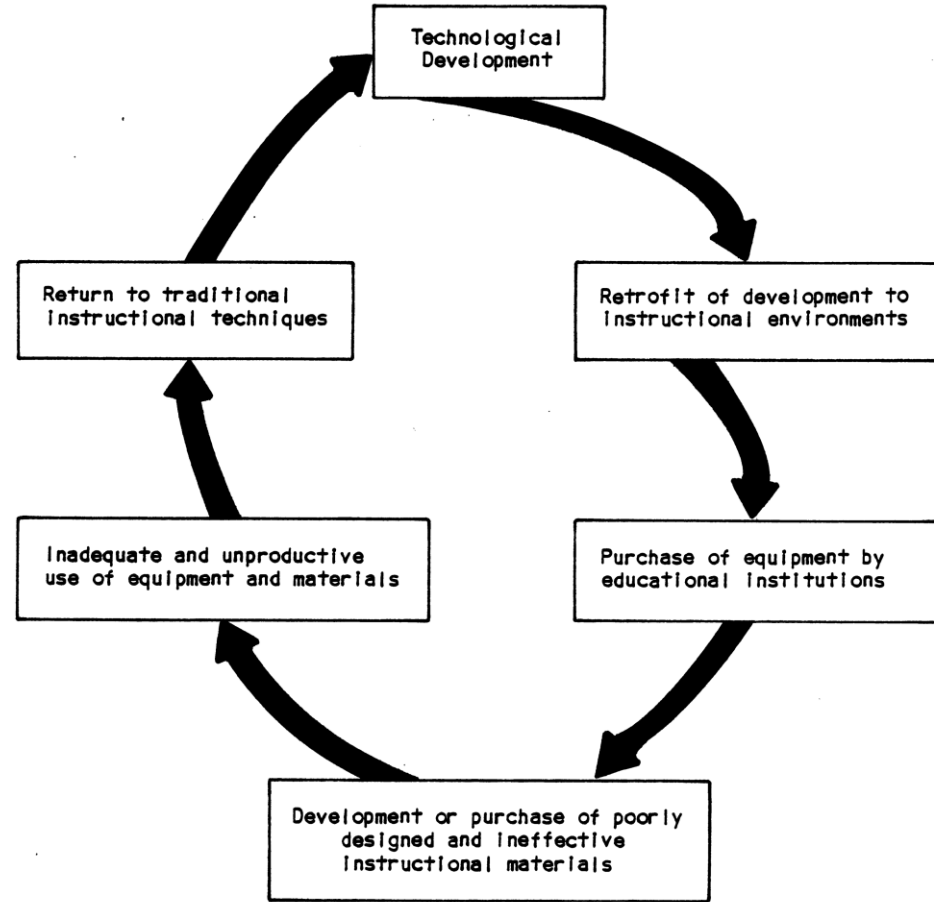 Technological
Development
Retrofit of development to
instructional environments
Purchase of equipment by
educational institutions
Development or purchase of poorly
designed and ineffective
instructional materials
Inadequate and unproductive
use of equipment and materials
Return to traditional
instructional techniques